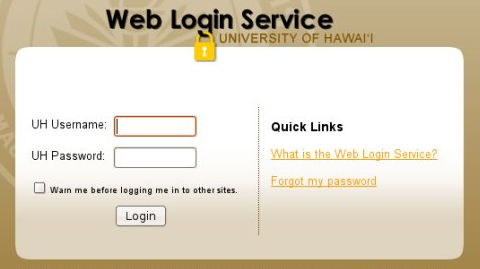 Web Login Service
UNIVERSITY OF HAWAI'I
UH Username:
UH Password:
Warn me before logging me in to other sites.
Login
Quick Links
What is the Web Login Service?
Forgot my password